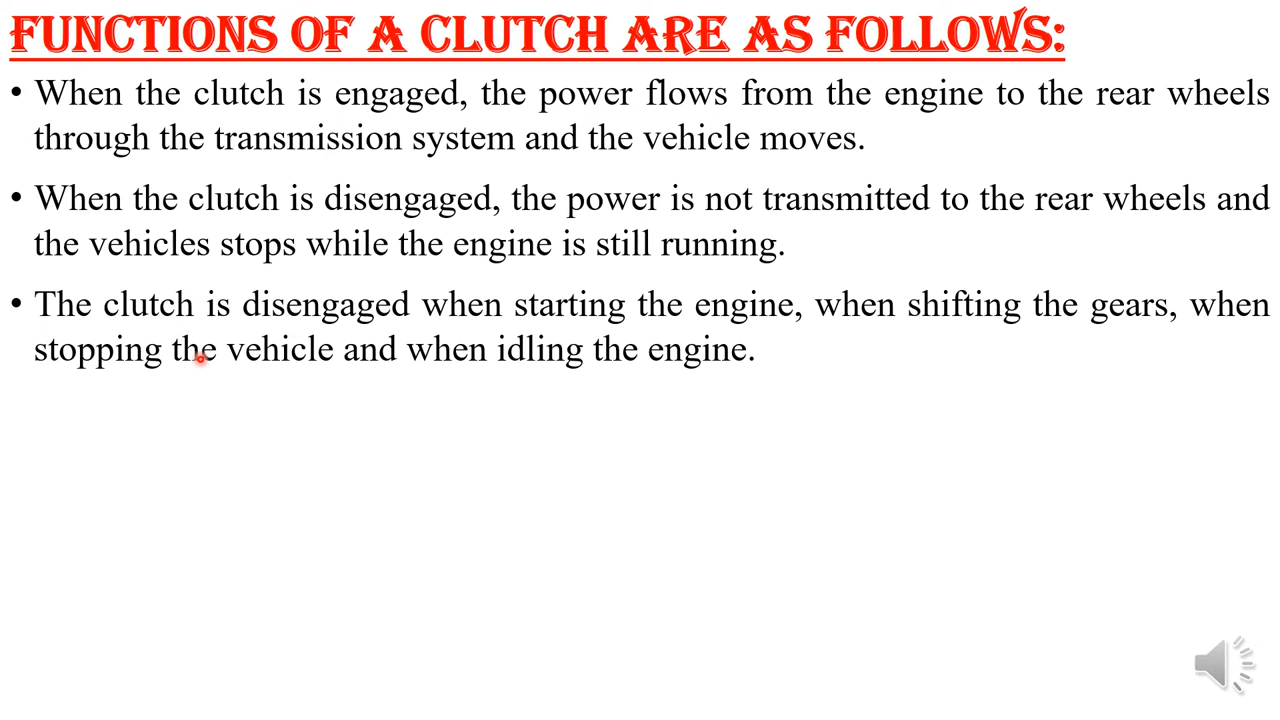 FUNCTIONS OF A CLUTCH ARE AS FOLLOWS:
• When the clutch is engaged, the power flows from the engine to the rear wheels
through the transmission system and the vehicle moves.
• When the clutch is disengaged, the power is not transmitted to the rear wheels and
the vehicles stops while the engine is still running.
• The clutch is disengaged when starting the engine, when shifting the gears, when
stopping the vehicle and when idling the engine.